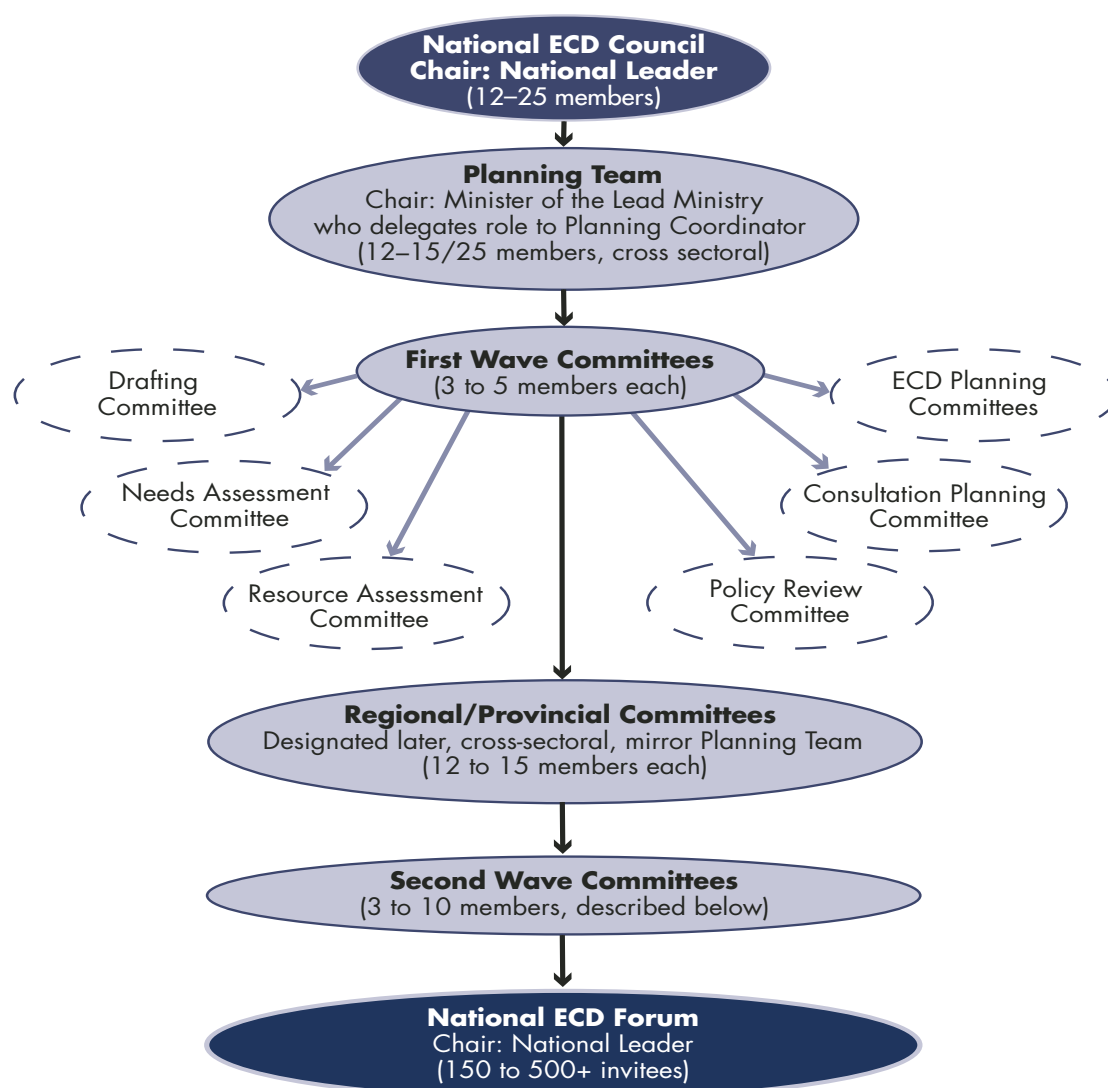 National ECD Council
Chair: National Leader
(12–25 members)
Planning Team
Chair: Minister of the Lead Ministry
who delegates role to Planning Coordinator
(12–15/25 members, cross sectoral)
First Wave Committees
(3 to 5 members each)
Drafting
Committee
ECD Planning
Committees
Needs Assessment
Committee
Consultation Planning
Committee
Resource Assessment
Committee
Policy Review
Committee
Regional/Provincial Committees
Designated later, cross-sectoral, mirror Planning Team
(12 to 15 members each)
Second Wave Committees
(3 to 10 members, described below)
National ECD Forum
Chair: National Leader
(150 to 500+ invitees)